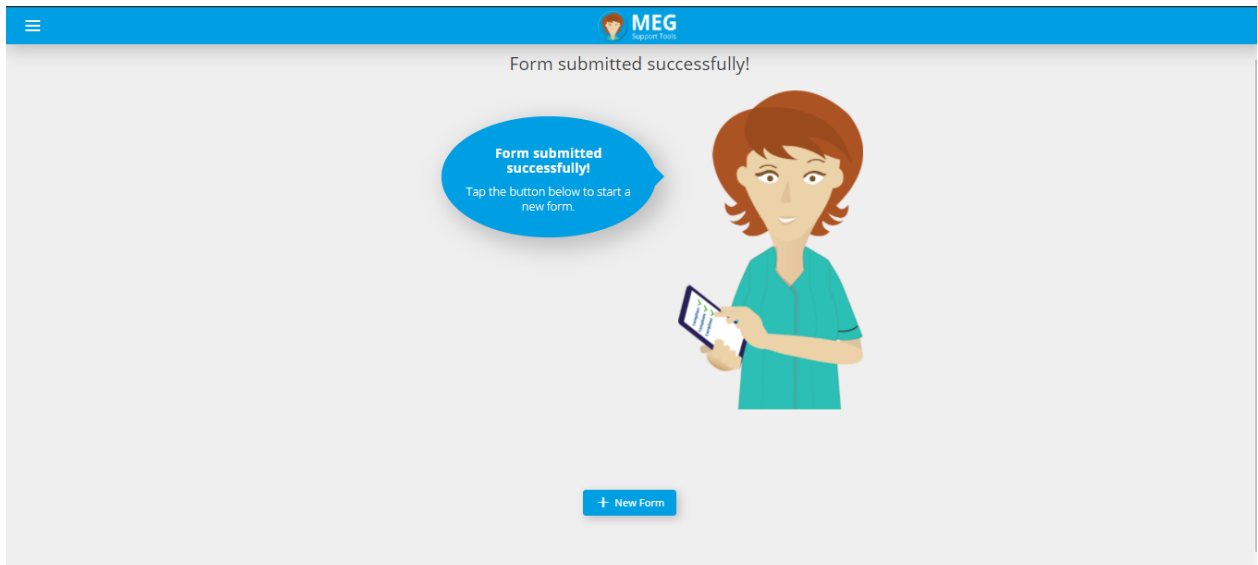 MEG
Support Tools
Form submitted successfully!
Form submitted
successfully!
Tap the button below to start a
new form.
+ New Form